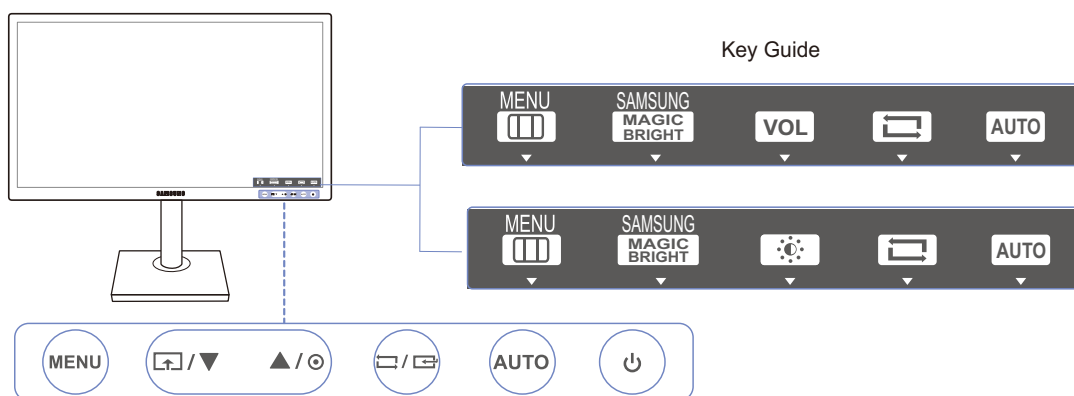 Key Guide
MENU
SAMSUNG
MAGIC
BRIGHT
VOL
AUTO
SAMSUNG
MENU
SAMSUNG
MAGIC
BRIGHT
AUTO
MENU
/
/
/
AUTO